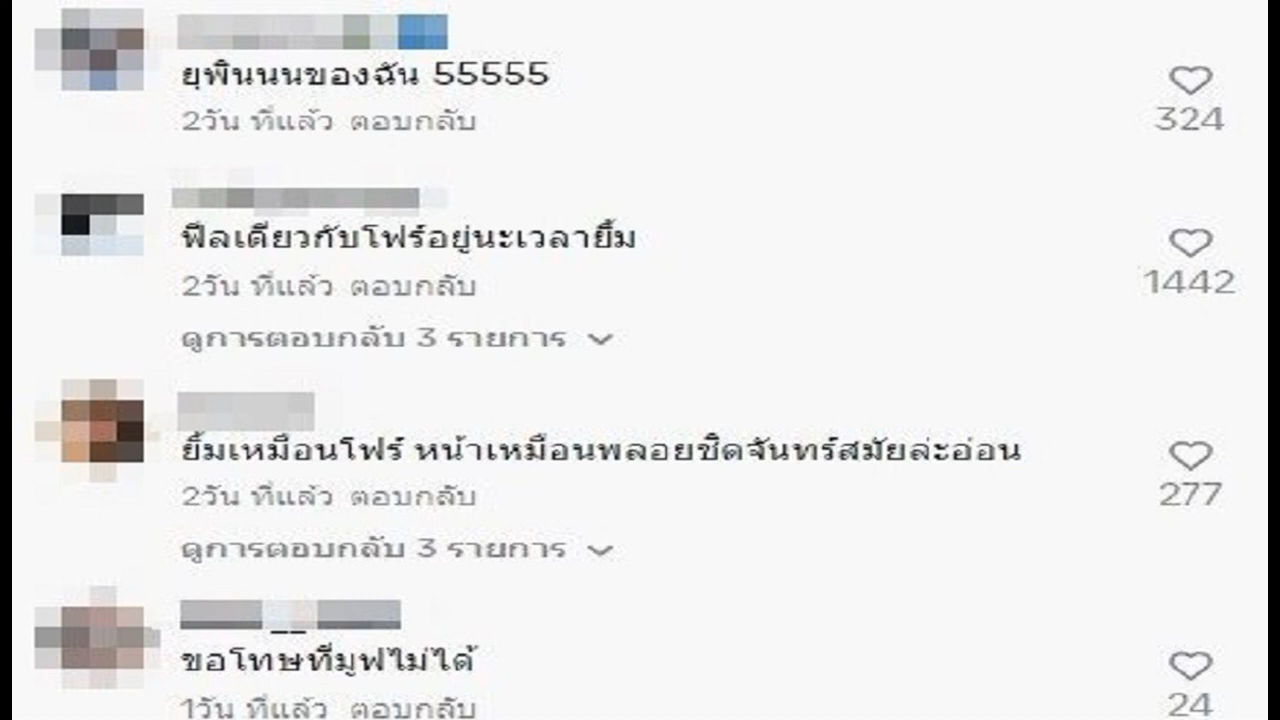 ยุพินนนของฉัน 55555
2วัน ที่แล้ว ตอบกลับ
324
ฟีลเดียวกับโฟร์อยู่นะเวลายิ้ม
2วัน ที่แล้ว ตอบกลับ
1442
ดูการตอบกลับ 3 รายการ
ยิ้มเหมือนโฟร์ หน้าเหมือนพลอยชิดจันทร์สมัยล่ะอ่อน
2วัน ที่แล้ว ตอบกลับ
277
ดูการตอบกลับ 3 รายการ
ขอโทษที่มูฟไม่ได้
1วัน ที่แล้ว ตอบกลับ
24